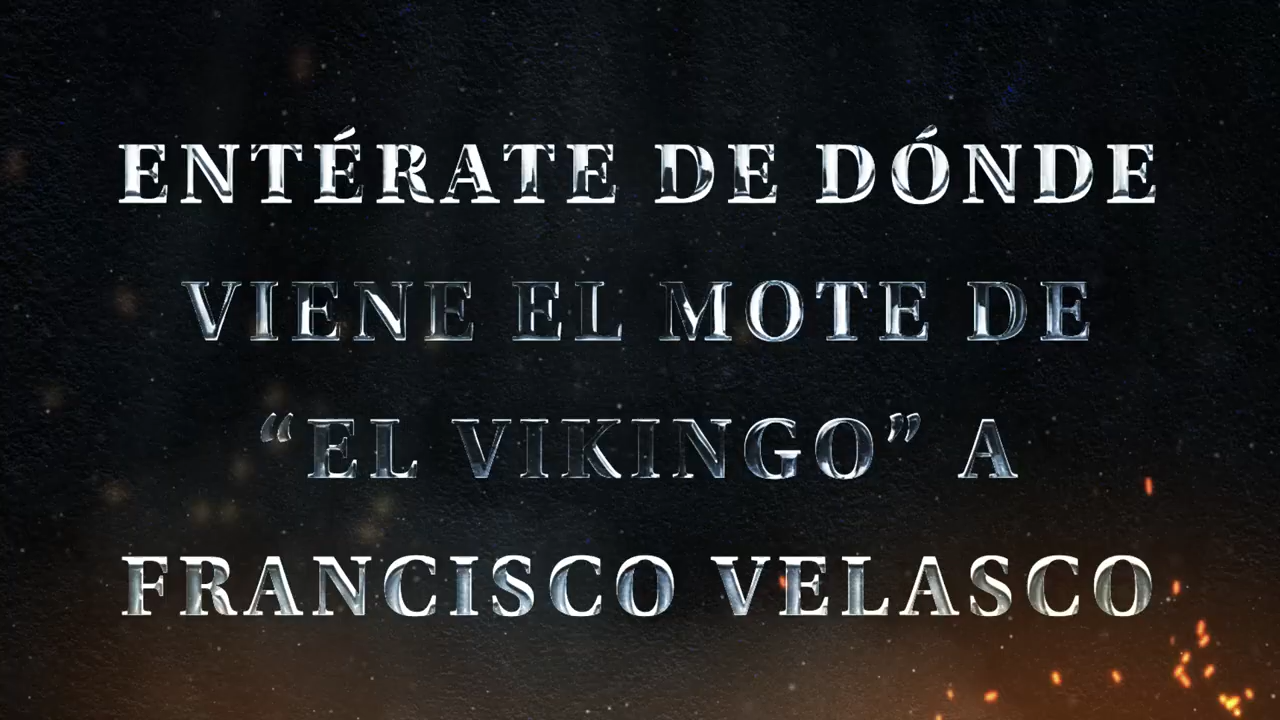 ENTÉRATE DE DÓNDE
VIENE EL MOTE DE
“EL VIKINGO” A
FRANCISCO VELASCO